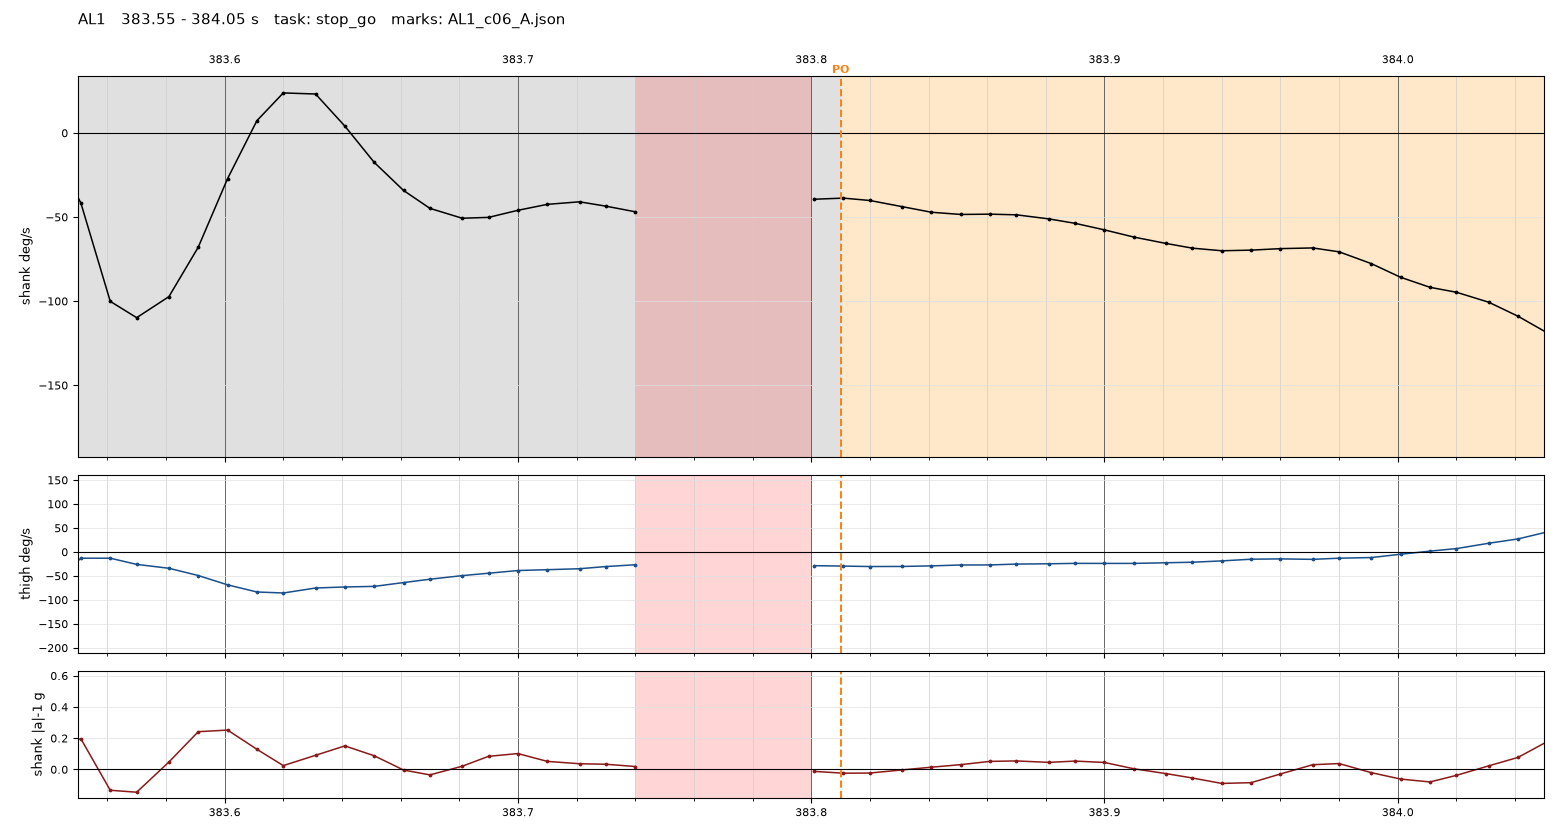 AL1   383.55 - 384.05 s   task: stop_go   marks: AL1_c06_A.json
383.6 383.7 383.8 383.9 384.0
PO
0
−50
−100
−150
shank deg/s
150
100
50
0
−50
−100
−150
−200
thigh deg/s
0.6
0.4
0.2
0.0
shank |a|-1 g
383.6 383.7 383.8 383.9 384.0